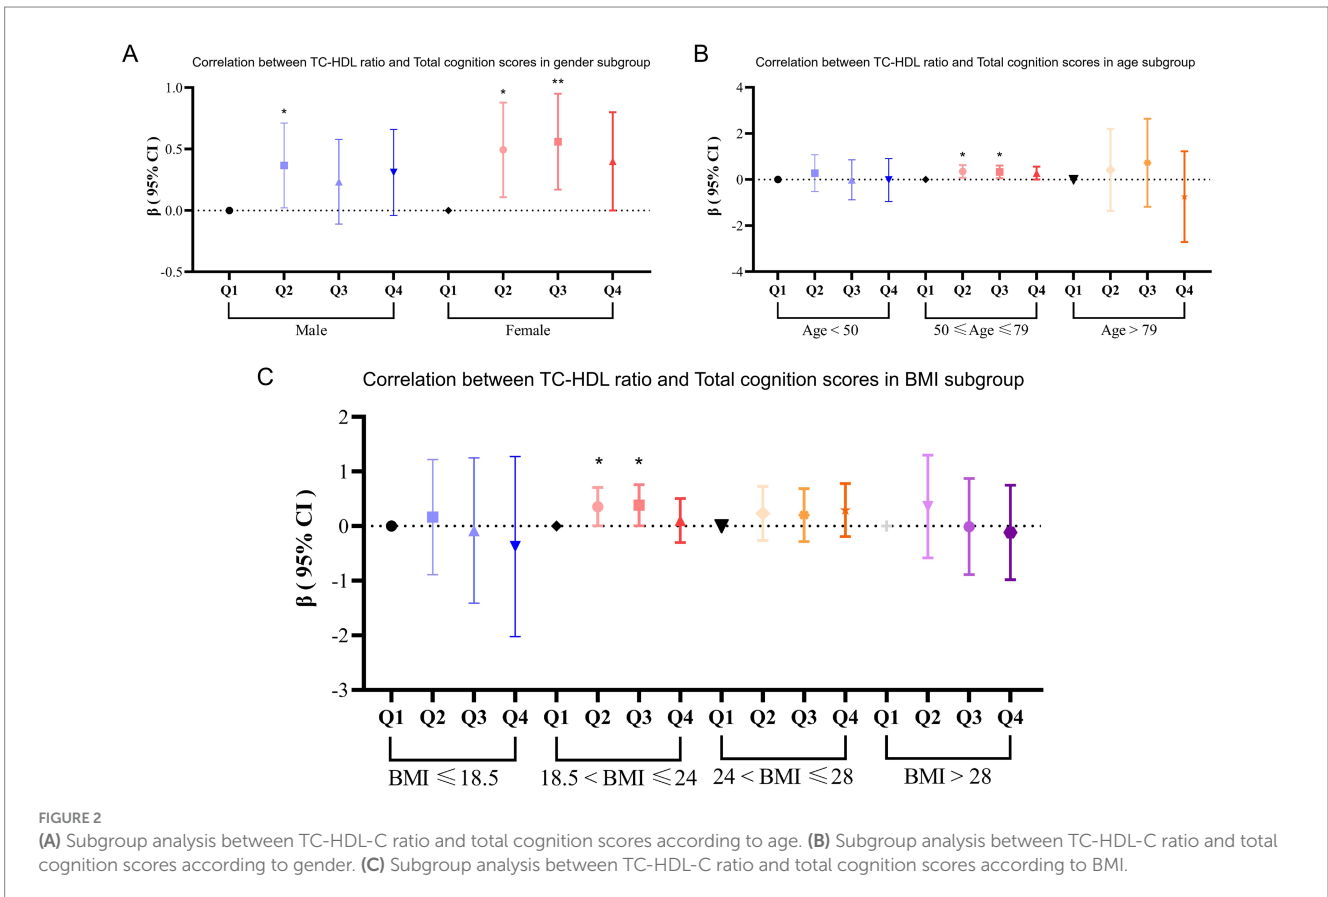 A
Correlation between TC-HDL ratio and Total cognition scores in gender subgroup
* * **
1.0
0.5
0.0
-0.5
β ( 95% CI )
Q1 Q2 Q3 Q4 Q1 Q2 Q3 Q4
Male Female
B
Correlation between TC-HDL ratio and Total cognition scores in age subgroup
* *
4
2
0
-2
-4
β ( 95% CI )
Q1 Q2 Q3 Q4 Q1 Q2 Q3 Q4 Q1 Q2 Q3 Q4
Age < 50 50 ≤Age ≤79 Age > 79
C
Correlation between TC-HDL ratio and Total cognition scores in BMI subgroup
* *
2
1
0
-1
-2
-3
β ( 95% CI )
Q1 Q2 Q3 Q4 Q1 Q2 Q3 Q4 Q1 Q2 Q3 Q4 Q1 Q2 Q3 Q4
BMI ≤ 18.5 18.5 < BMI ≤ 24 24 < BMI ≤ 28 BMI > 28
FIGURE 2
(A) Subgroup analysis between TC-HDL-C ratio and total cognition scores according to age. (B) Subgroup analysis between TC-HDL-C ratio and total
cognition scores according to gender. (C) Subgroup analysis between TC-HDL-C ratio and total cognition scores according to BMI.